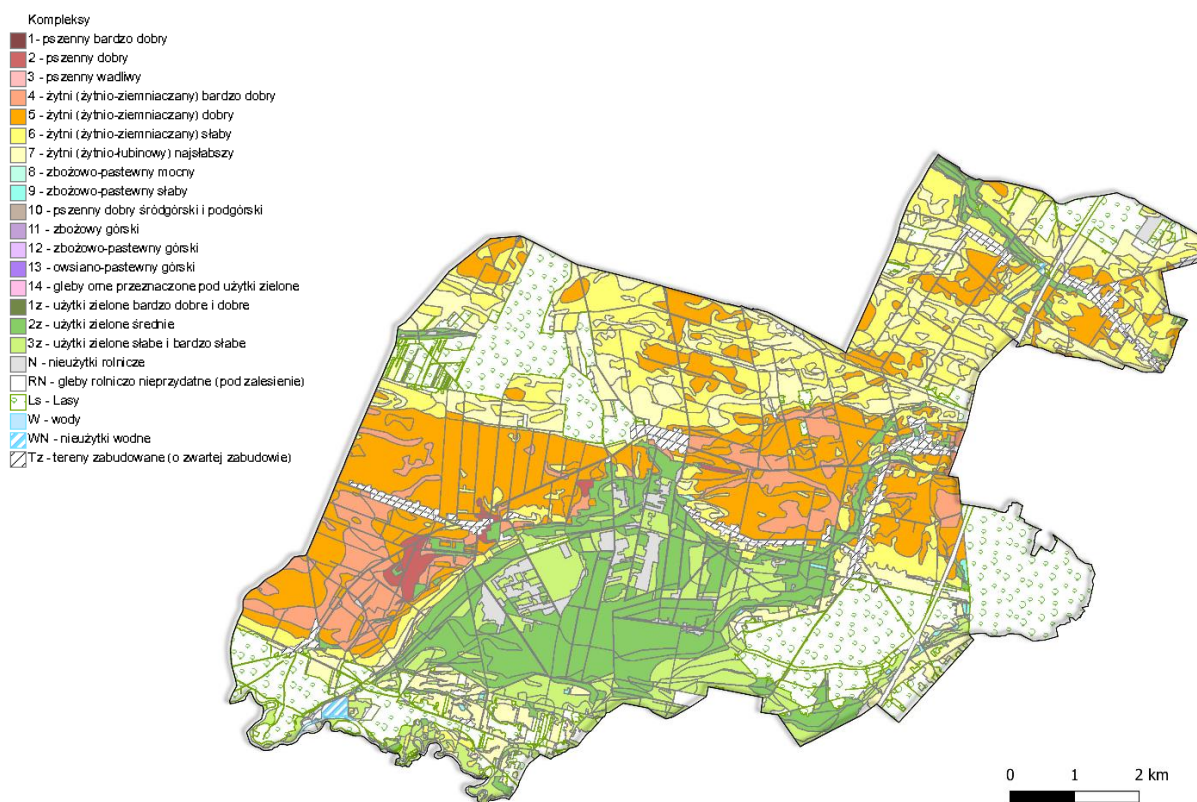 Kompleksy
1- pszenny bardzo dobry
2 - pszenny dobry
3 - pszenny wadliwy
4 - żytni (żytnio-ziemniaczany) bardzo dobry
5 - żytni (żytnio-ziemniaczany) dobry
6 - żytni (żytnio-ziemniaczany) słaby
7 - żytni (żytnio-łubinowy) najsłabszy
8 - zbożowo-pastewny mocny
9 - zbożowo-pastewny słaby
10 - pszenny dobry śródgórski i podgórski
11 - zbożowy górski
12 - zbożowo-pastewny górski
13 - owsiano-pastewny górski
14 - gleby orne przeznaczone pod użytki zielone
1z - użytki zielone bardzo dobre i dobre
2z - użytki zielone średnie
3z - użytki zielone słabe i bardzo słabe
N - nieużytki rolnicze
RN - gleby rolniczo nieprzydatne (pod zalesienie)
Ls - Lasy
W - wody
WN - nieużytki wodne
Tz - tereny zabudowane (o zwartej zabudowie)
0 1 2 km